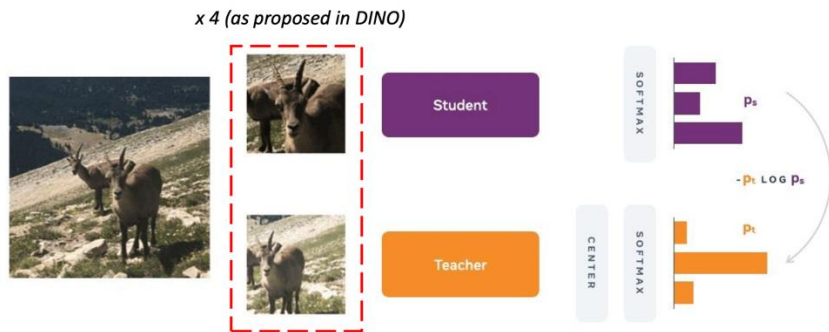 x 4 (as proposed in DINO)
Student
SOFTMAX
ps
- pt LOG ps
Teacher
CENTER
SOFTMAX
pt